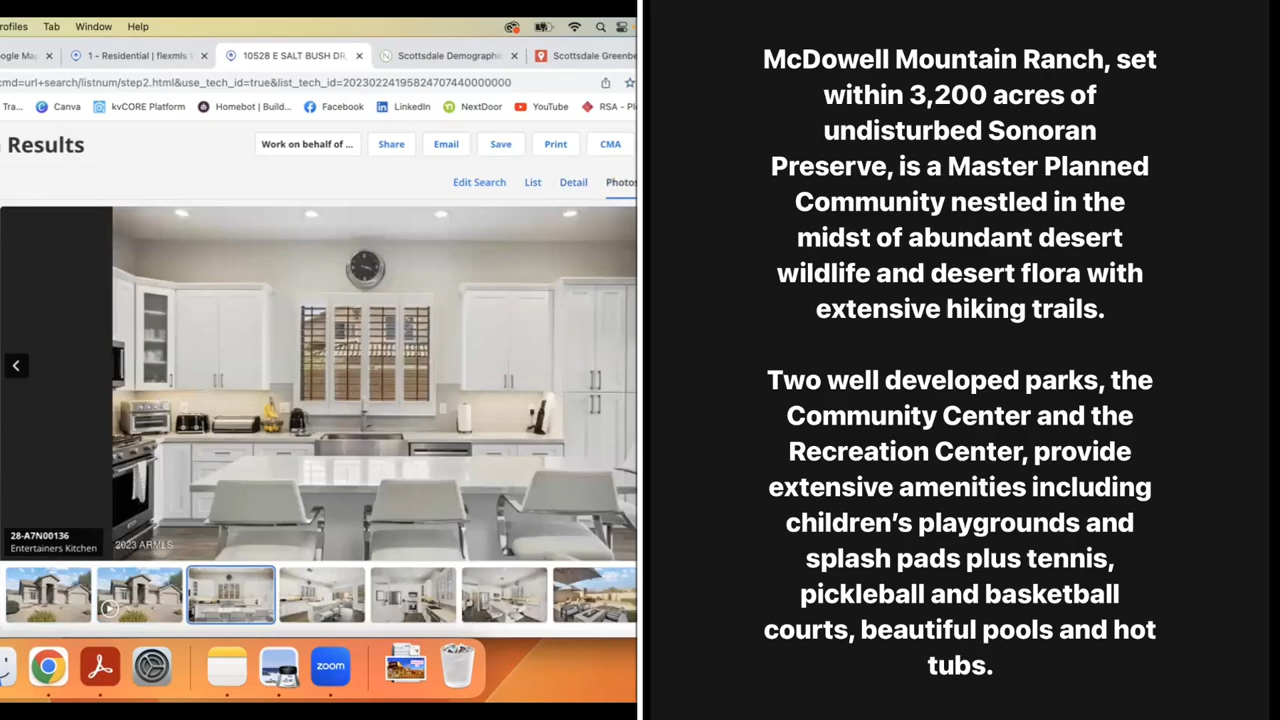 rofiles Tab Window Help
ogle Ma
1 - Residential | flexmls W
10528 E SALT BUSH DR,
Scottsdale Demographi
Scottsdale Greenbe
cmd=url+search/listnum/step2.html&use_tech_id=true&list_tech_id=20230224195824707440000000
Tra... Canva kvCORE Platform Homebot | Build... Facebook LinkedIn NextDoor YouTube RSA - Pl
Results
Work on behalf of ... Share Email Save Print CMA
Edit Search List Detail Photos
28-A7N00136
Entertainers Kitchen
2023 ARMLS
zoom
McDowell Mountain Ranch, set
within 3,200 acres of
undisturbed Sonoran
Preserve, is a Master Planned
Community nestled in the
midst of abundant desert
wildlife and desert flora with
extensive hiking trails.
Two well developed parks, the
Community Center and the
Recreation Center, provide
extensive amenities including
children’s playgrounds and
splash pads plus tennis,
pickleball and basketball
courts, beautiful pools and hot
tubs.